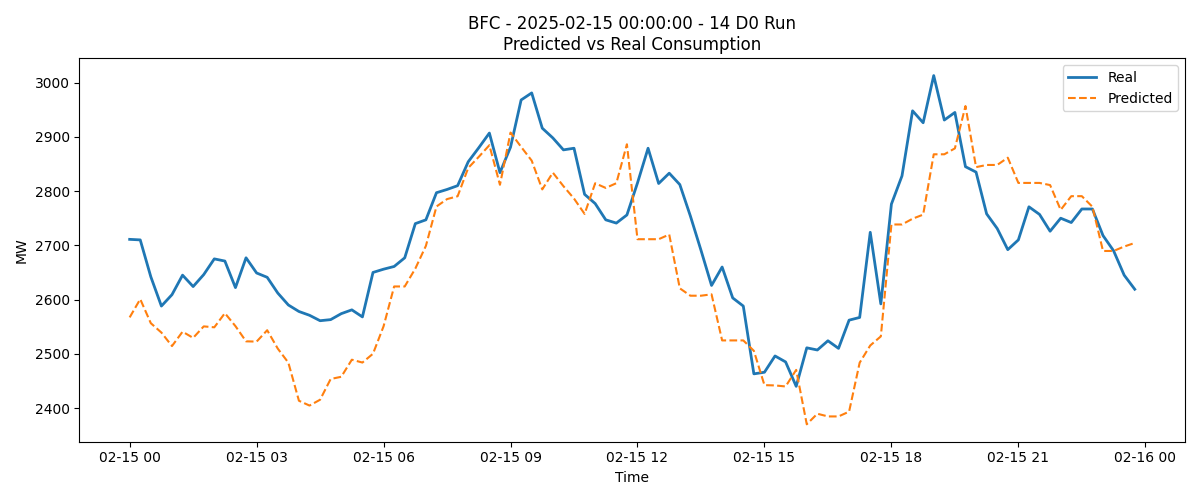 BFC - 2025-02-15 00:00:00 - 14 D0 Run
Predicted vs Real Consumption
Real
Predicted
MW
3000
2900
2800
2700
2600
2500
2400
02-15 00
02-15 03
02-15 06
02-15 09
02-15 12
02-15 15
02-15 18
02-15 21
02-16 00
Time